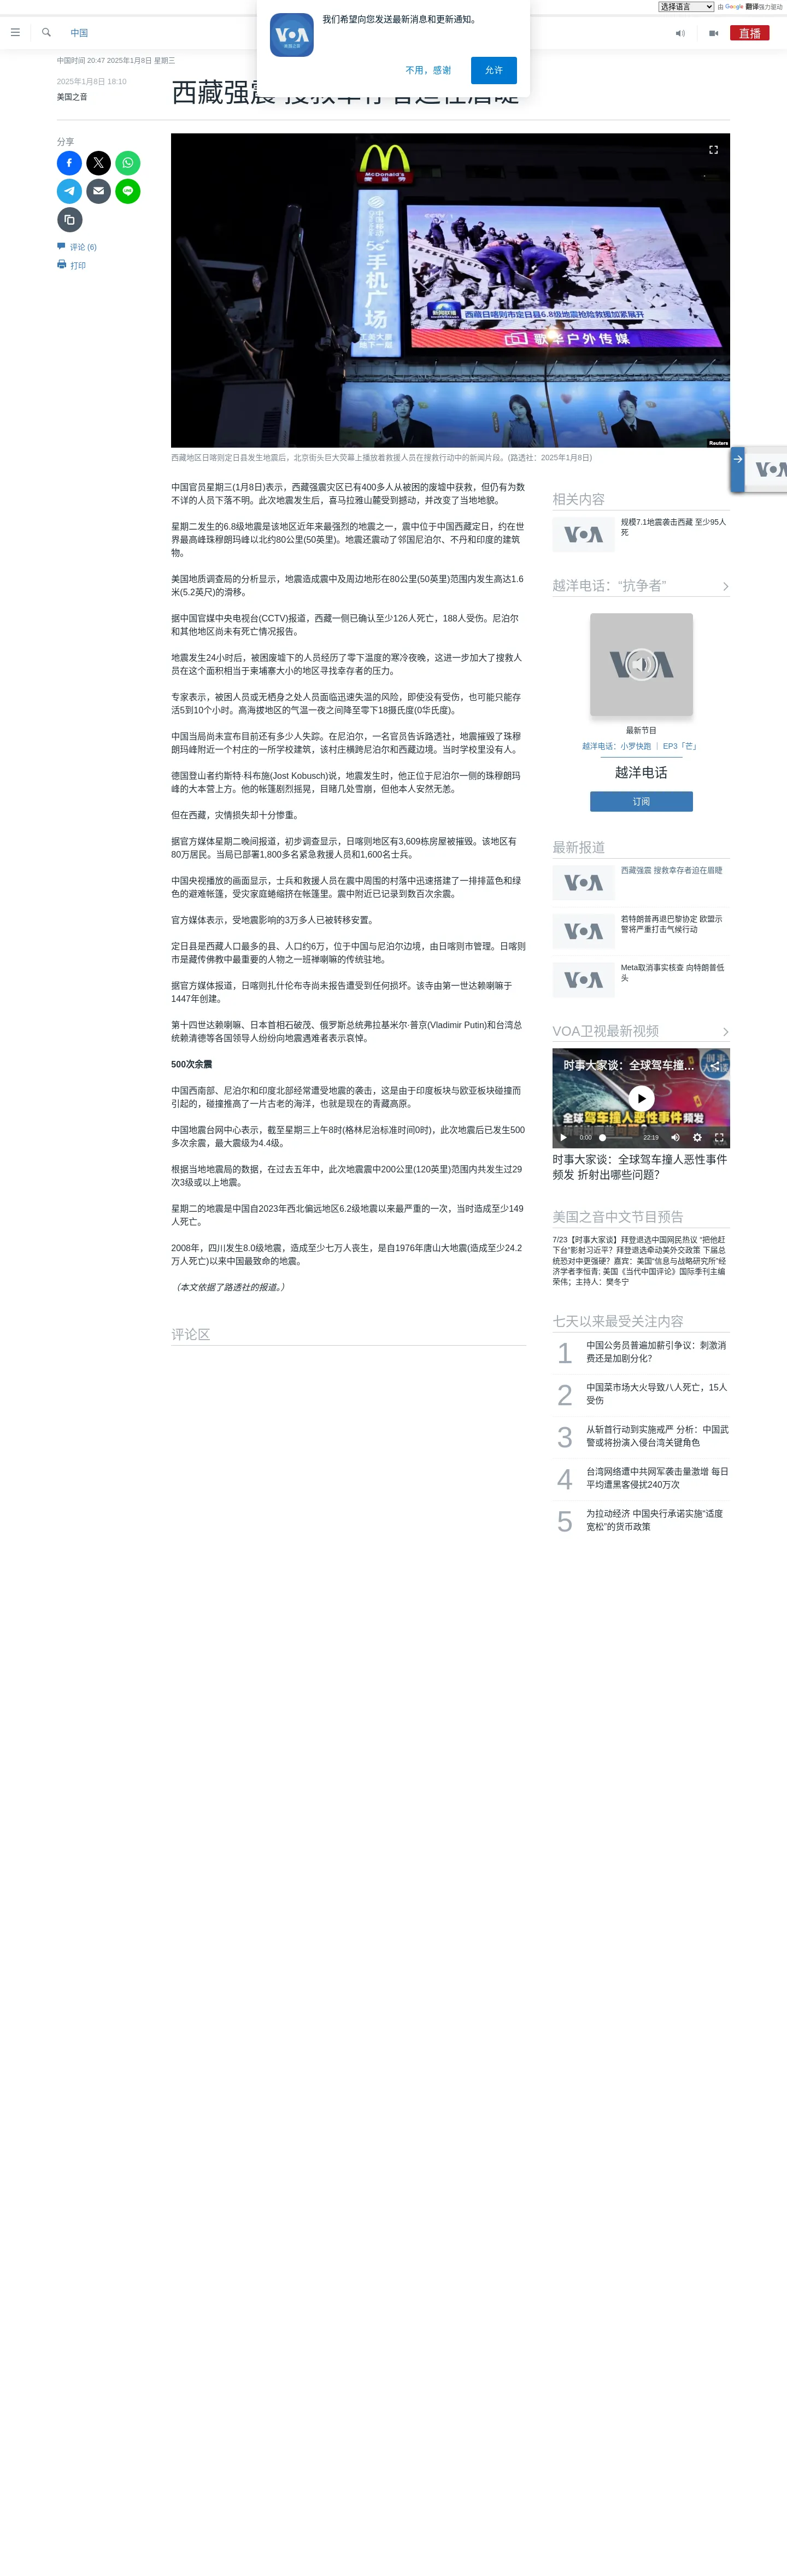 选择语言 由 Google 翻译强力驱动
中国
我们希望向您发送最新消息和更新通知。
不用，感谢
允许
直播
中国时间 20:47 2025年1月8日 星期三
2025年1月8日 18:10
美国之音
西藏强震
分享
评论 (6)
打印
McDonald's
中国移动
5G
手机广场
CCTV
西藏日喀则市定日县6.8级地震抢险救援加紧展开
歌华户外传媒
Reuters
西藏地区日喀则定日县发生地震后，北京街头巨大荧幕上播放着救援人员在搜救行动中的新闻片段。(路透社：2025年1月8日)
中国官员星期三(1月8日)表示，西藏强震灾区已有400多人从被困的废墟中获救，但仍有为数
不详的人员下落不明。此次地震发生后，喜马拉雅山麓受到撼动，并改变了当地地貌。
星期二发生的6.8级地震是该地区近年来最强烈的地震之一，震中位于中国西藏定日，约在世
界最高峰珠穆朗玛峰以北约80公里(50英里)。地震还震动了邻国尼泊尔、不丹和印度的建筑
物。
美国地质调查局的分析显示，地震造成震中及周边地形在80公里(50英里)范围内发生高达1.6
米(5.2英尺)的滑移。
据中国官媒中央电视台(CCTV)报道，西藏一侧已确认至少126人死亡，188人受伤。尼泊尔
和其他地区尚未有死亡情况报告。
地震发生24小时后，被困废墟下的人员经历了零下温度的寒冷夜晚，这进一步加大了搜救人
员在这个面积相当于柬埔寨大小的地区寻找幸存者的压力。
专家表示，被困人员或无栖身之处人员面临迅速失温的风险，即使没有受伤，也可能只能存
活5到10个小时。高海拔地区的气温一夜之间降至零下18摄氏度(0华氏度)。
中国当局尚未宣布目前还有多少人失踪。在尼泊尔，一名官员告诉路透社，地震摧毁了珠穆
朗玛峰附近一个村庄的一所学校建筑，该村庄横跨尼泊尔和西藏边境。当时学校里没有人。
德国登山者约斯特·科布施(Jost Kobusch)说，地震发生时，他正位于尼泊尔一侧的珠穆朗玛
峰的大本营上方。他的帐篷剧烈摇晃，目睹几处雪崩，但他本人安然无恙。
但在西藏，灾情损失却十分惨重。
据官方媒体星期二晚间报道，初步调查显示，日喀则地区有3,609栋房屋被摧毁。该地区有
80万居民。当局已部署1,800多名紧急救援人员和1,600名士兵。
中国央视播放的画面显示，士兵和救援人员在震中周围的村落中迅速搭建了一排排蓝色和绿
色的避难帐篷，受灾家庭蜷缩挤在帐篷里。震中附近已记录到数百次余震。
官方媒体表示，受地震影响的3万多人已被转移安置。
定日县是西藏人口最多的县、人口约6万，位于中国与尼泊尔边境，由日喀则市管理。日喀则
市是藏传佛教中最重要的人物之一班禅喇嘛的传统驻地。
据官方媒体报道，日喀则扎什伦布寺尚未报告遭受到任何损坏。该寺由第一世达赖喇嘛于
1447年创建。
第十四世达赖喇嘛、日本首相石破茂、俄罗斯总统弗拉基米尔·普京(Vladimir Putin)和台湾总
统赖清德等各国领导人纷纷向地震遇难者表示哀悼。
500次余震
中国西南部、尼泊尔和印度北部经常遭受地震的袭击，这是由于印度板块与欧亚板块碰撞而
引起的，碰撞推高了一片古老的海洋，也就是现在的青藏高原。
中国地震台网中心表示，截至星期三上午8时(格林尼治标准时间0时)，此次地震后已发生500
多次余震，最大震级为4.4级。
根据当地地震局的数据，在过去五年中，此次地震震中200公里(120英里)范围内共发生过29
次3级或以上地震。
星期二的地震是中国自2023年西北偏远地区6.2级地震以来最严重的一次，当时造成至少149
人死亡。
2008年，四川发生8.0级地震，造成至少七万人丧生，是自1976年唐山大地震(造成至少24.2
万人死亡)以来中国最致命的地震。
（本文依据了路透社的报道。）
评论区
相关内容
规模7.1地震袭击西藏 至少95人
死
越洋电话：“抗争者”
最新节目
越洋电话：小罗快跑 ｜ EP3「芒」
越洋电话
订阅
最新报道
西藏强震 搜救幸存者迫在眉睫
若特朗普再退巴黎协定 欧盟示
警将严重打击气候行动
Meta取消事实核查 向特朗普低
头
VOA卫视最新视频
时事大家谈：全球驾车撞…
全球驾车撞人恶性事件频发
0:00
22:19
时事大家谈：全球驾车撞人恶性事件
频发 折射出哪些问题？
美国之音中文节目预告
7/23【时事大家谈】拜登退选中国网民热议 “把他赶
下台”影射习近平？拜登退选牵动美外交政策 下届总
统恐对中更强硬？嘉宾：美国“信息与战略研究所”经
济学者李恒青; 美国《当代中国评论》国际季刊主编
荣伟；主持人：樊冬宁
七天以来最受关注内容
1 中国公务员普遍加薪引争议：刺激消
费还是加剧分化？
2 中国菜市场大火导致八人死亡，15人
受伤
3 从斩首行动到实施戒严 分析：中国武
警或将扮演入侵台湾关键角色
4 台湾网络遭中共网军袭击量激增 每日
平均遭黑客侵扰240万次
5 为拉动经济 中国央行承诺实施“适度
宽松”的货币政策